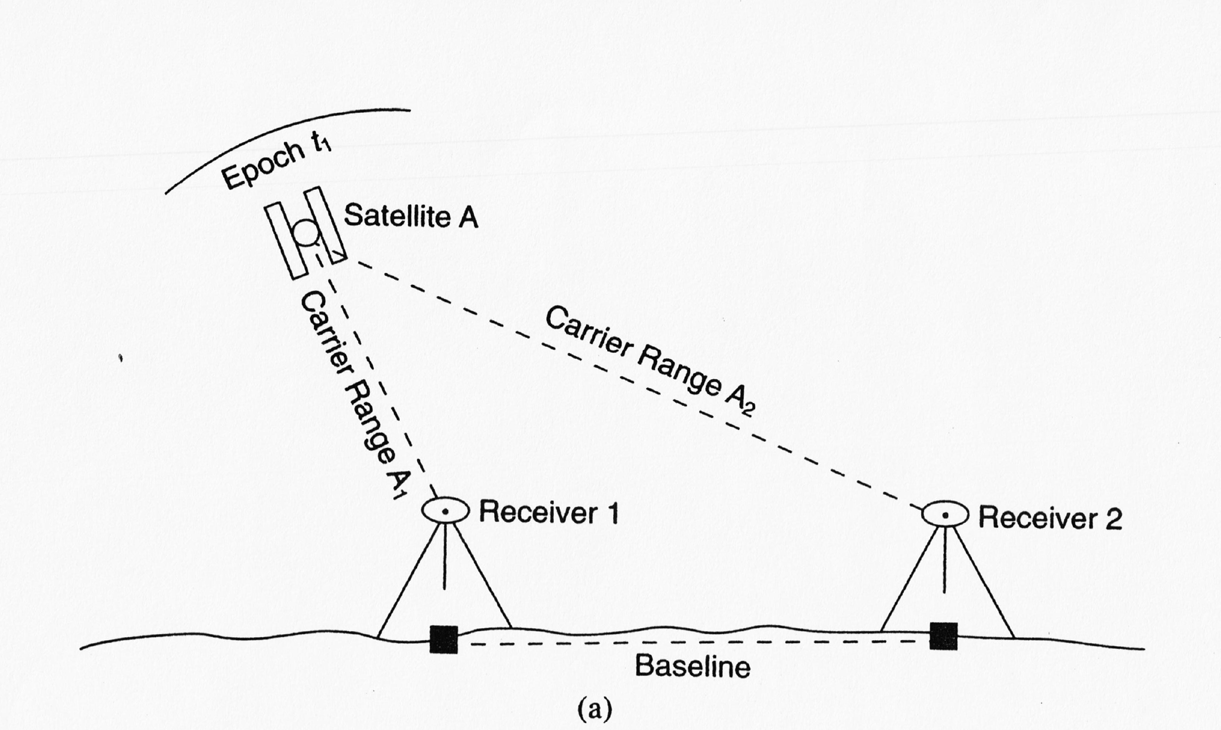 Epoch t₁
Satellite A
Carrier Range A₁
Carrier Range A₂
Receiver 1
Receiver 2
Baseline
(a)